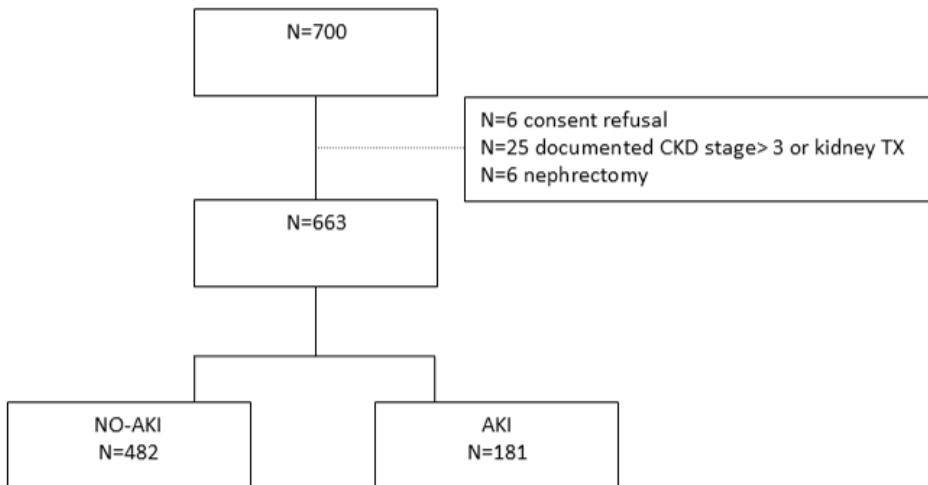 N=700
N=6 consent refusal
N=25 documented CKD stage> 3 or kidney TX
N=6 nephrectomy
N=663
NO-AKI
N=482
AKI
N=181